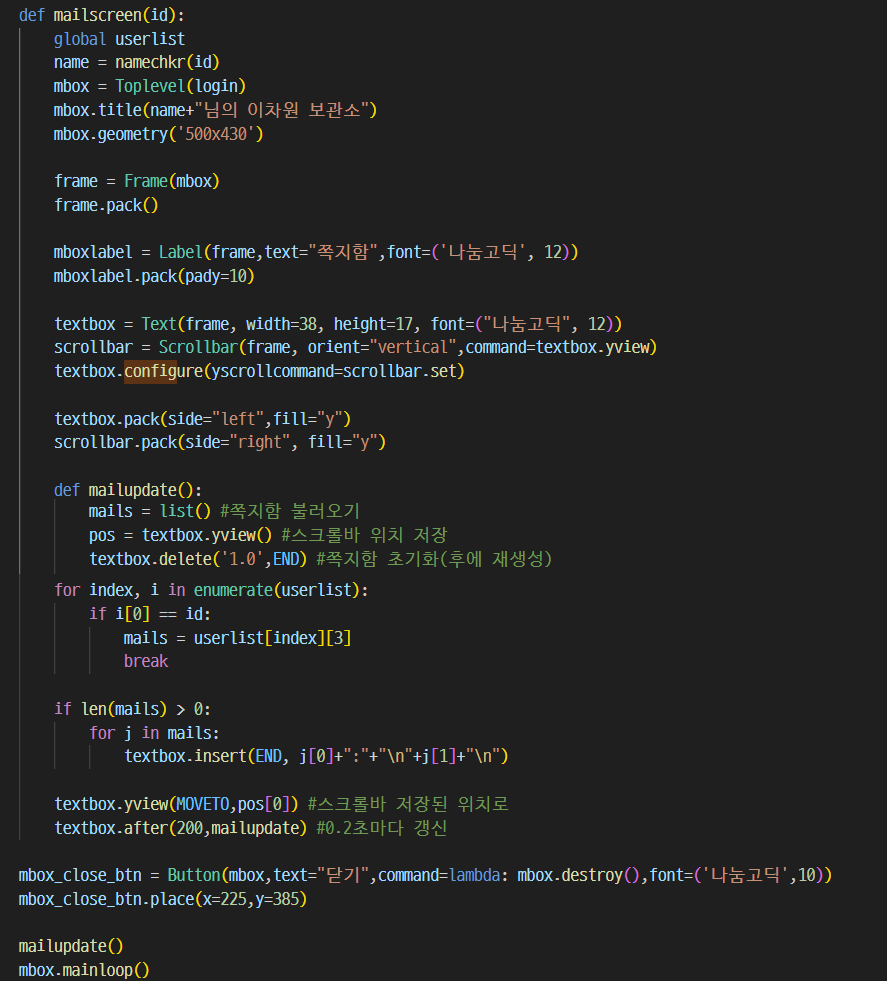 def mailscreen(id):
    global userlist
    name = namechkr(id)
    mbox = Toplevel(login)
    mbox.title(name+"님의 이차원 보관소")
    mbox.geometry('500x430')

    frame = Frame(mbox)
    frame.pack()

    mboxlabel = Label(frame,text="쪽지함",font=('나눔고딕', 12))
    mboxlabel.pack(pady=10)

    textbox = Text(frame, width=38, height=17, font=("나눔고딕", 12))
    scrollbar = Scrollbar(frame, orient="vertical",command=textbox.yview)
    textbox.configure(yscrollcommand=scrollbar.set)

    textbox.pack(side="left",fill="y")
    scrollbar.pack(side="right", fill="y")

    def mailupdate():
        mails = list() #쪽지함 불러오기
        pos = textbox.yview() #스크롤바 위치 저장
        textbox.delete('1.0',END) #쪽지함 초기화(후에 재생성)
    for index, i in enumerate(userlist):
        if i[0] == id:
            mails = userlist[index][3]
            break

    if len(mails) > 0:
        for j in mails:
            textbox.insert(END, j[0]+":"+"\n"+j[1]+"\n")

    textbox.yview(MOVETO,pos[0]) #스크롤바 저장된 위치로
    textbox.after(200,mailupdate) #0.2초마다 갱신

mbox_close_btn = Button(mbox,text="닫기",command=lambda: mbox.destroy(),font=('나눔고딕',10))
mbox_close_btn.place(x=225,y=385)

mailupdate()
mbox.mainloop()